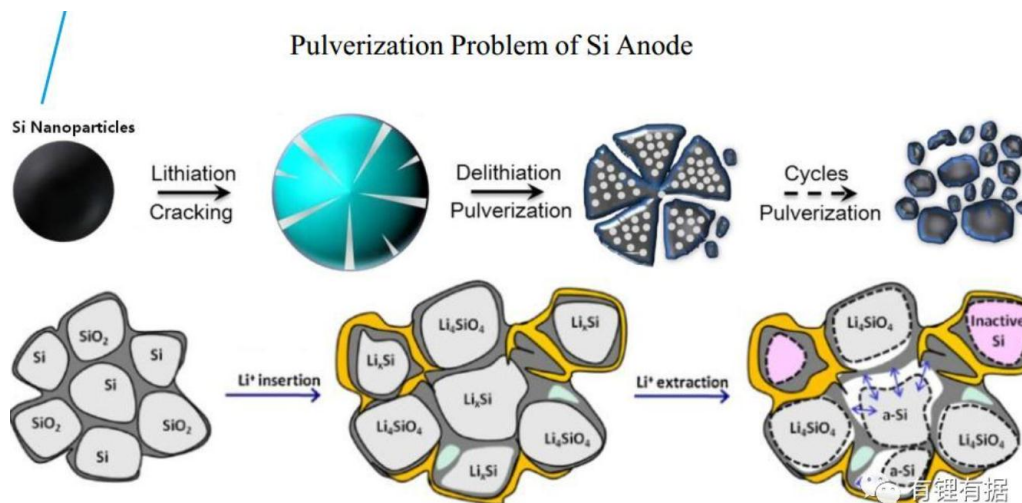 Pulverization Problem of Si Anode
Si Nanoparticles
Lithiation
Cracking
Delithiation
Pulverization
Cycles
Pulverization
SiO₂
Si
Si
Si
SiO₂
SiO₂
Si
Li⁺ insertion
Li₄SiO₄
LiₓSi
LiₓSi
LiₓSi
Li₄SiO₄
Li₄SiO₄
LiₓSi
Li⁺ extraction
Li₄SiO₄
Inactive
Si
a-Si
Li₄SiO₄
Li₄SiO₄
a-Si
有锂有据